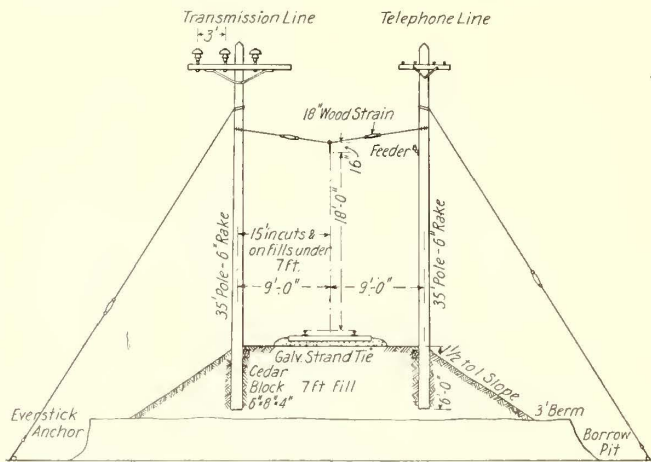 Transmission Line
Telephone Line
3'
18" Wood Strain
Feeder
16"
18'-0"
35' Pole - 6" Rake
15' in cuts &
on fills under
7 ft.
9'-0"
9'-0"
35' Pole - 6" Rake
Galv. Strand Tie
Cedar
Block
6"x8"x4"
7 ft fill
6'-0"
1 1/2 to 1 Slope
3' Berm
Everstick
Anchor
Borrow
Pit